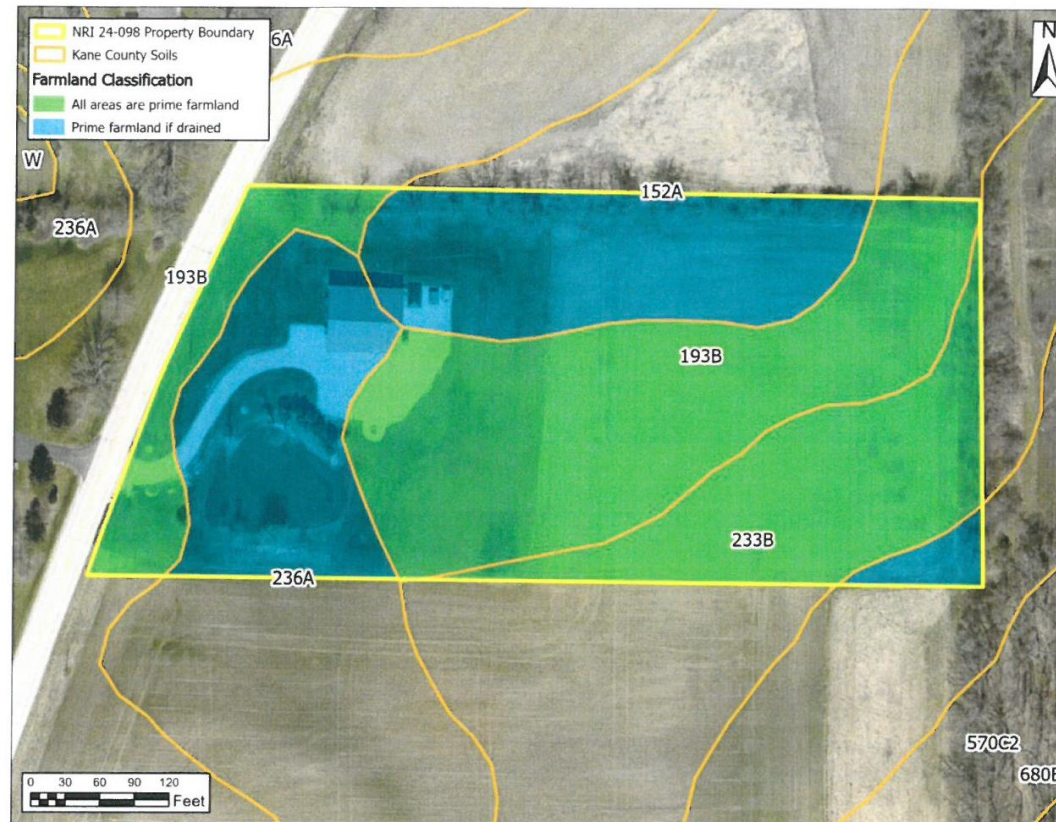 NRI 24-098 Property Boundary
Kane County Soils
Farmland Classification
All areas are prime farmland
Prime farmland if drained
6A
N
W
236A
152A
193B
193B
233B
236A
570C2
680B
0 30 60 90 120
Feet